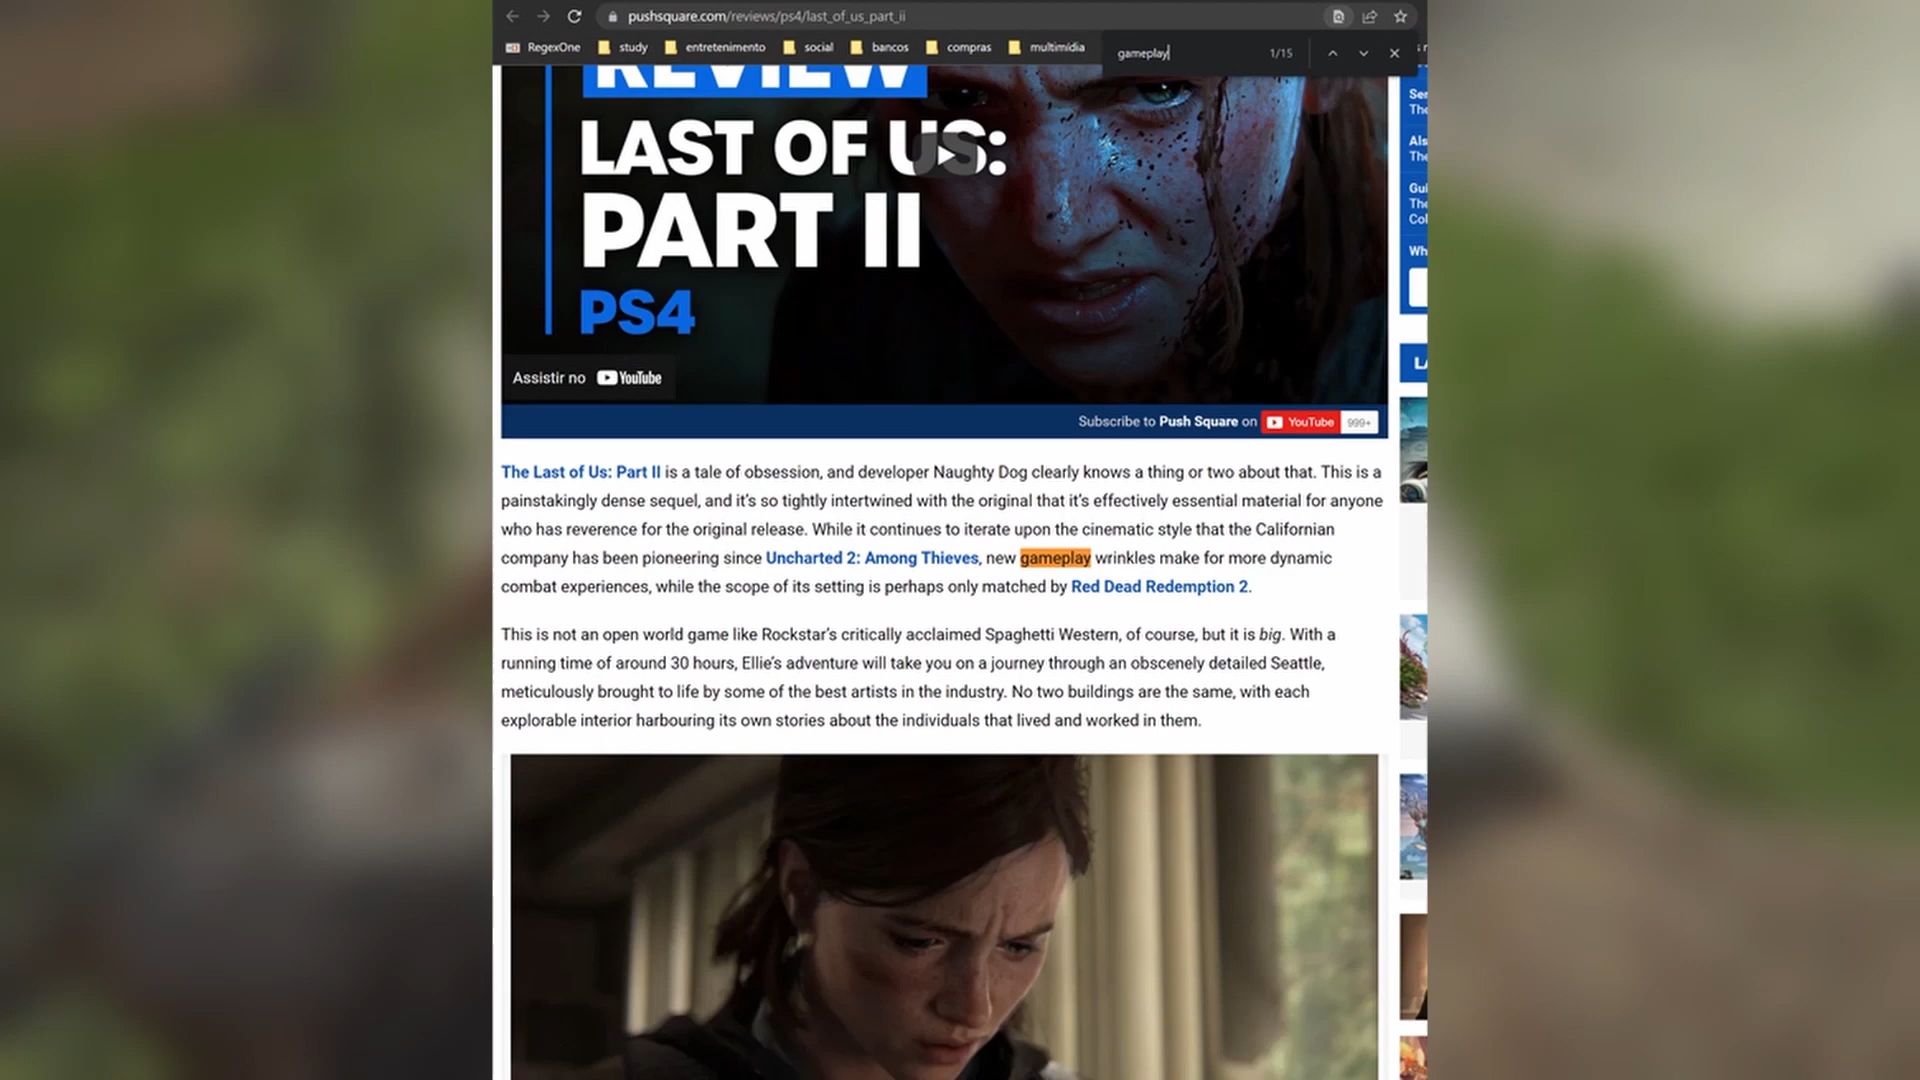 pushsquare.com/reviews/ps4/last_of_us_part_ii
RegexOne study entretenimento social bancos compras multimídia
gameplay 1/15
REVIEW
LAST OF US:
PART II
PS4
Assistir no YouTube
Subscribe to Push Square on YouTube 999+
The Last of Us: Part II is a tale of obsession, and developer Naughty Dog clearly knows a thing or two about that. This is a
painstakingly dense sequel, and it's so tightly intertwined with the original that it's effectively essential material for anyone
who has reverence for the original release. While it continues to iterate upon the cinematic style that the Californian
company has been pioneering since Uncharted 2: Among Thieves, new gameplay wrinkles make for more dynamic
combat experiences, while the scope of its setting is perhaps only matched by Red Dead Redemption 2.
This is not an open world game like Rockstar's critically acclaimed Spaghetti Western, of course, but it is big. With a
running time of around 30 hours, Ellie's adventure will take you on a journey through an obscenely detailed Seattle,
meticulously brought to life by some of the best artists in the industry. No two buildings are the same, with each
explorable interior harbouring its own stories about the individuals that lived and worked in them.